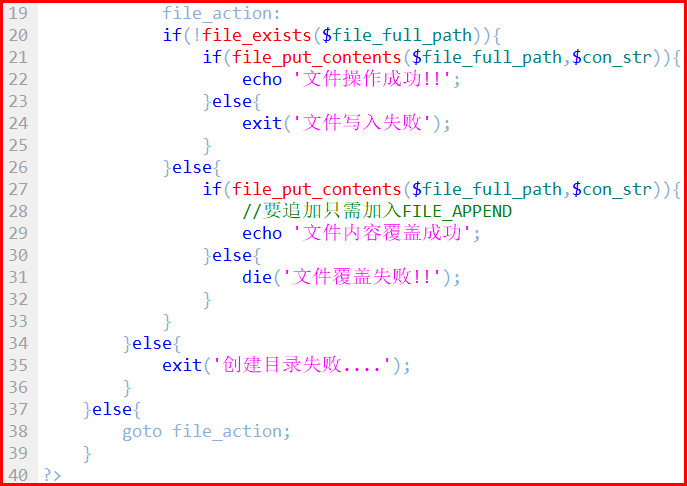 19 file_action:
20 if(!file_exists($file_full_path)){
21 if(file_put_contents($file_full_path,$con_str)){
22 echo '文件操作成功!!';
23 }else{
24 exit('文件写入失败');
25 }
26 }else{
27 if(file_put_contents($file_full_path,$con_str)){
28 //要追加只需加入FILE_APPEND
29 echo '文件内容覆盖成功';
30 }else{
31 die('文件覆盖失败!!');
32 }
33 }
34 }else{
35 exit('创建目录失败....');
36 }
37 }else{
38 goto file_action;
39 }
40 ?>